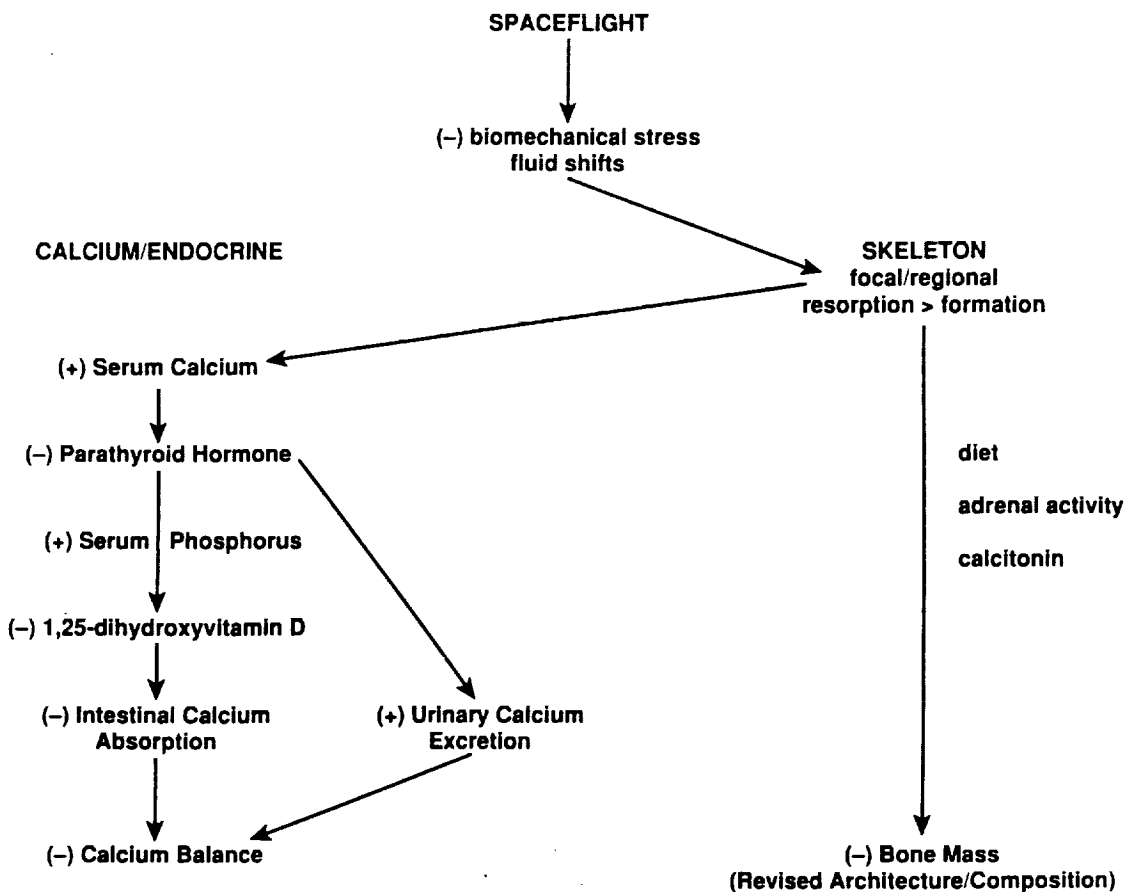 SPACEFLIGHT
(–) biomechanical stress
fluid shifts
CALCIUM/ENDOCRINE
SKELETON
focal/regional
resorption > formation
(+) Serum Calcium
(–) Parathyroid Hormone
diet
adrenal activity
(+) Serum Phosphorus
calcitonin
(–) 1,25-dihydroxyvitamin D
(–) Intestinal Calcium
Absorption
(+) Urinary Calcium
Excretion
(–) Calcium Balance
(–) Bone Mass
(Revised Architecture/Composition)